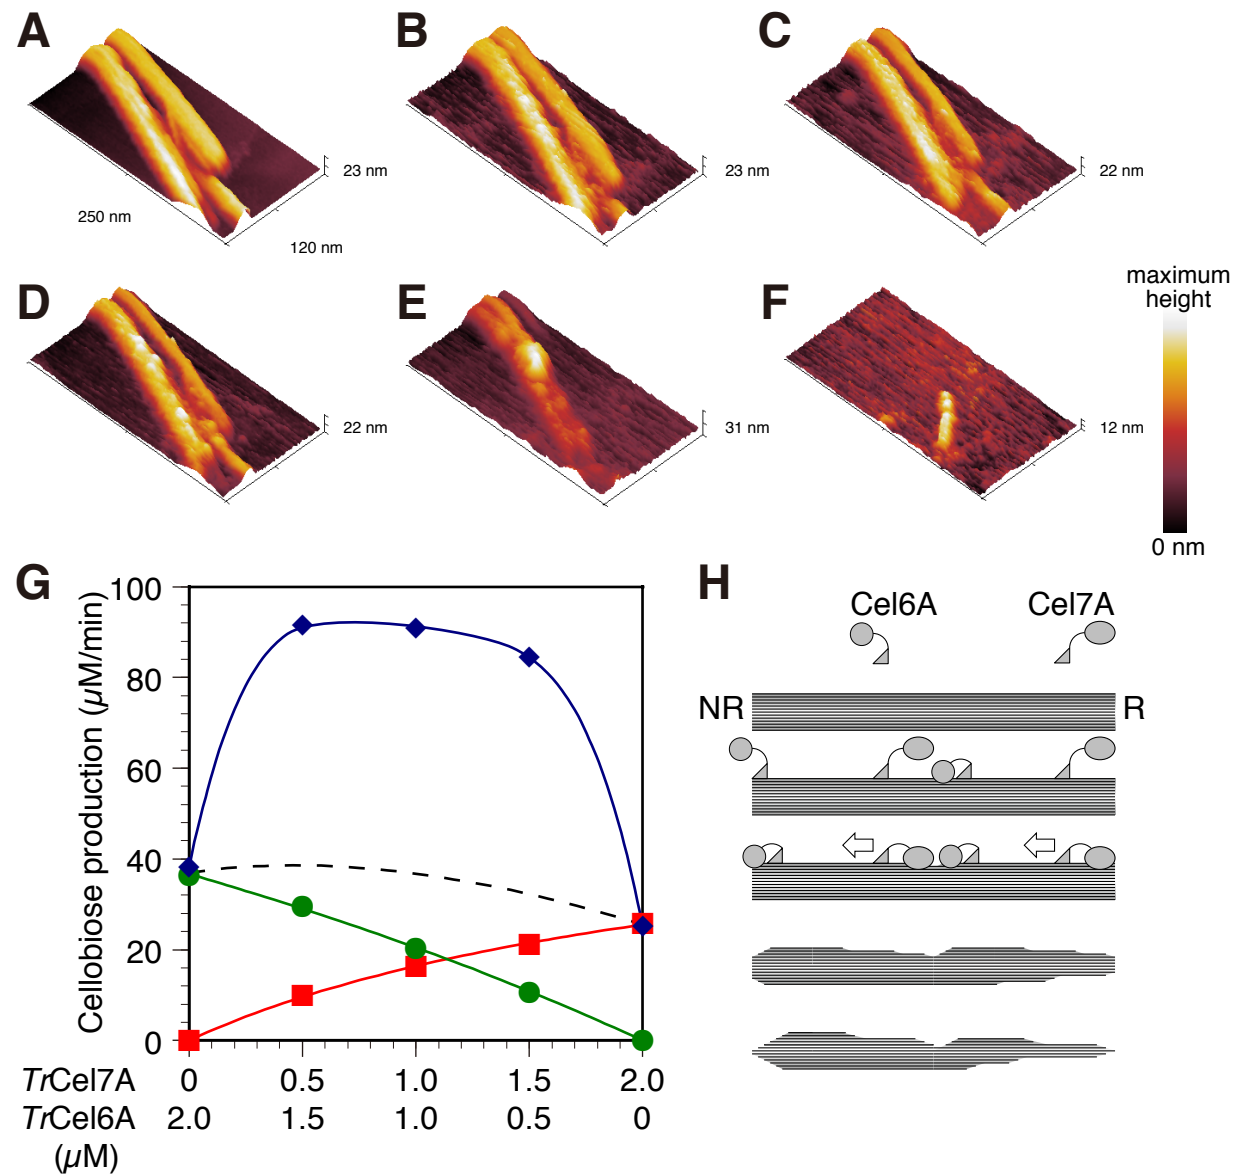 A
B
C
23 nm
23 nm
22 nm
250 nm
120 nm
D
E
F
maximum
height
22 nm
31 nm
12 nm
0 nm
G
H
100
80
60
40
20
0
Cellobiose production (µM/min)
TrCel7A 0 0.5 1.0 1.5 2.0
TrCel6A 2.0 1.5 1.0 0.5 0
(µM)
Cel6A Cel7A
NR R